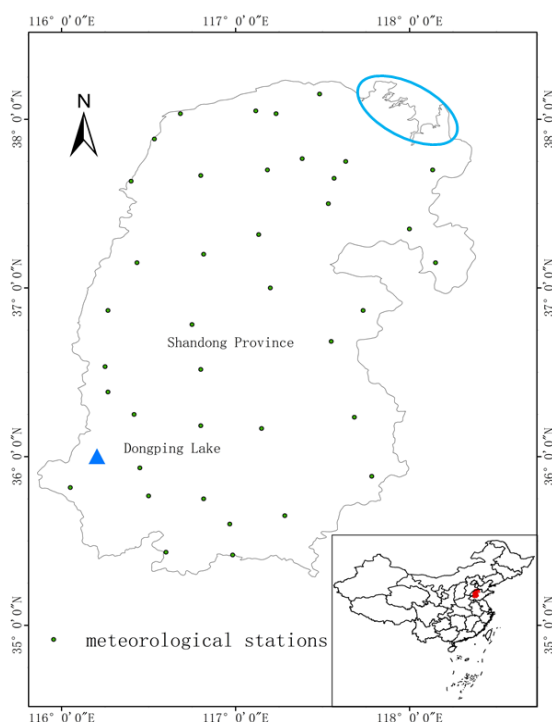 116° 0'0"E 117° 0'0"E 118° 0'0"E
N
38° 0'0"N 38° 0'0"N
37° 0'0"N 37° 0'0"N
Shandong Province
Dongping Lake
36° 0'0"N 36° 0'0"N
35° 0'0"N 35° 0'0"N
meteorological stations
116° 0'0"E 117° 0'0"E 118° 0'0"E